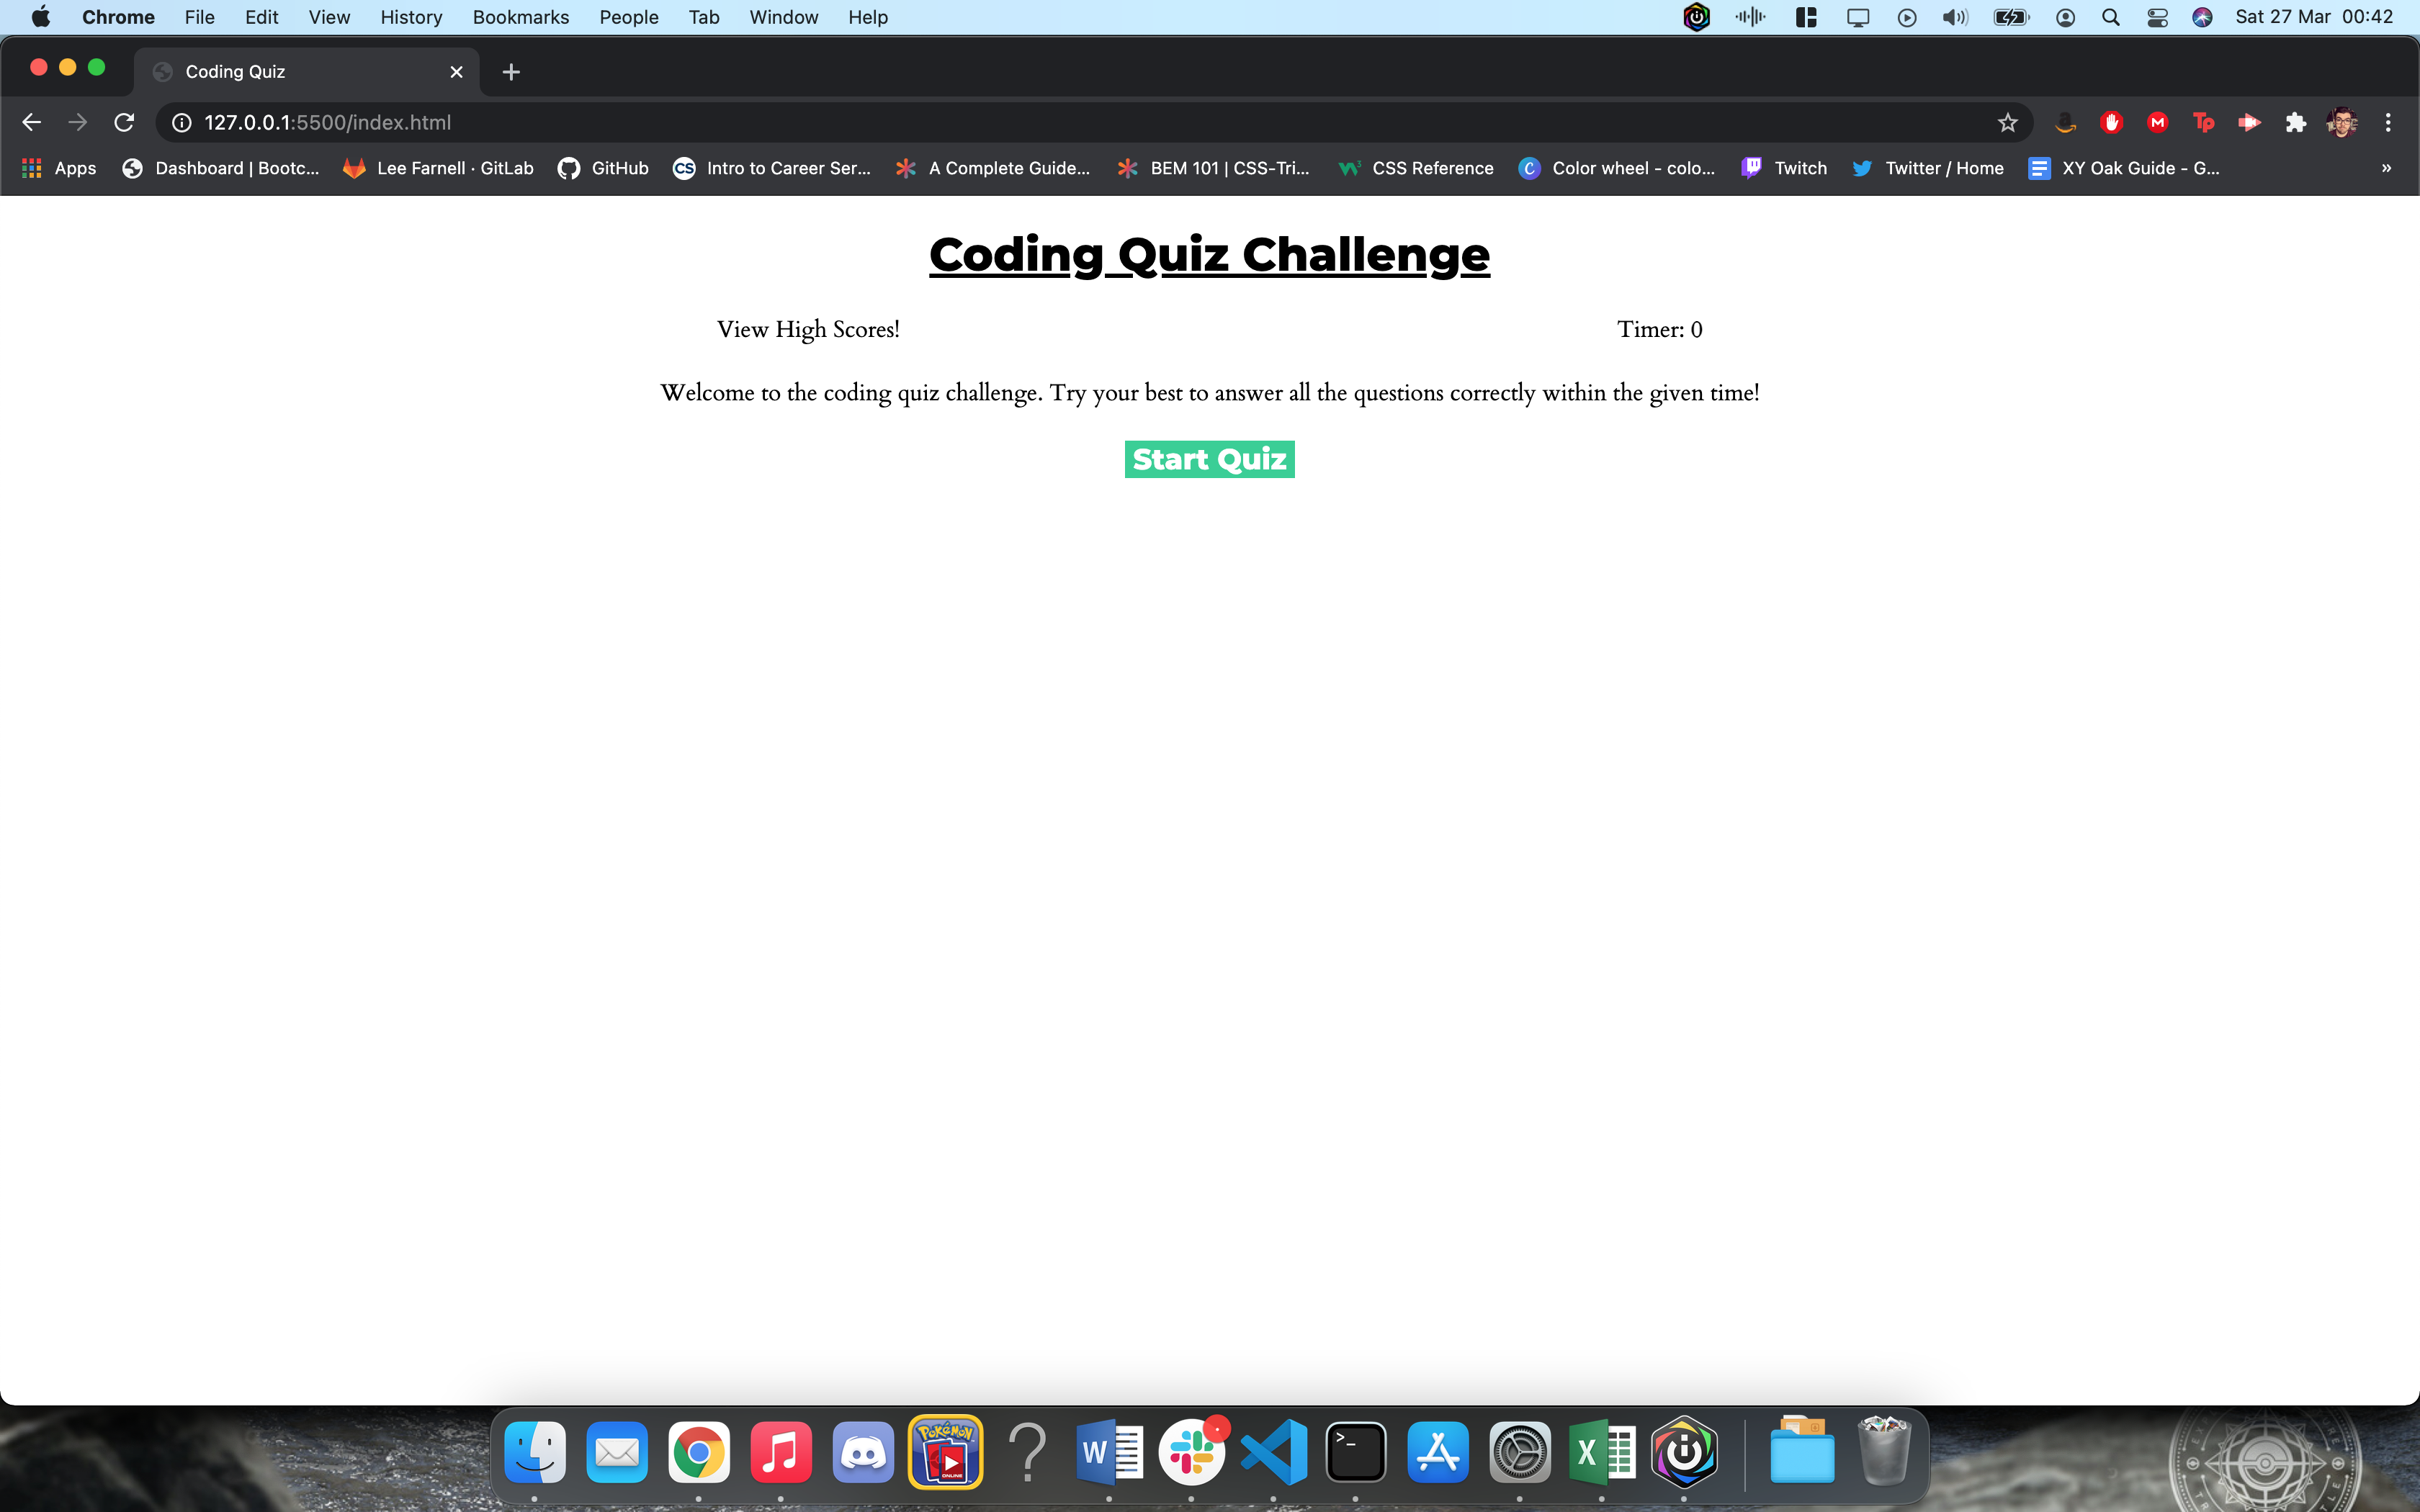 Chrome File Edit View History Bookmarks People Tab Window Help Sat 27 Mar 00:42
Coding Quiz
127.0.0.1:5500/index.html
Apps Dashboard | Bootc... Lee Farnell · GitLab GitHub CS Intro to Career Ser... A Complete Guide... BEM 101 | CSS-Tri... CSS Reference Color wheel - colo... Twitch Twitter / Home XY Oak Guide - G... »
Coding Quiz Challenge
View High Scores! Timer: 0
Welcome to the coding quiz challenge. Try your best to answer all the questions correctly within the given time!
Start Quiz